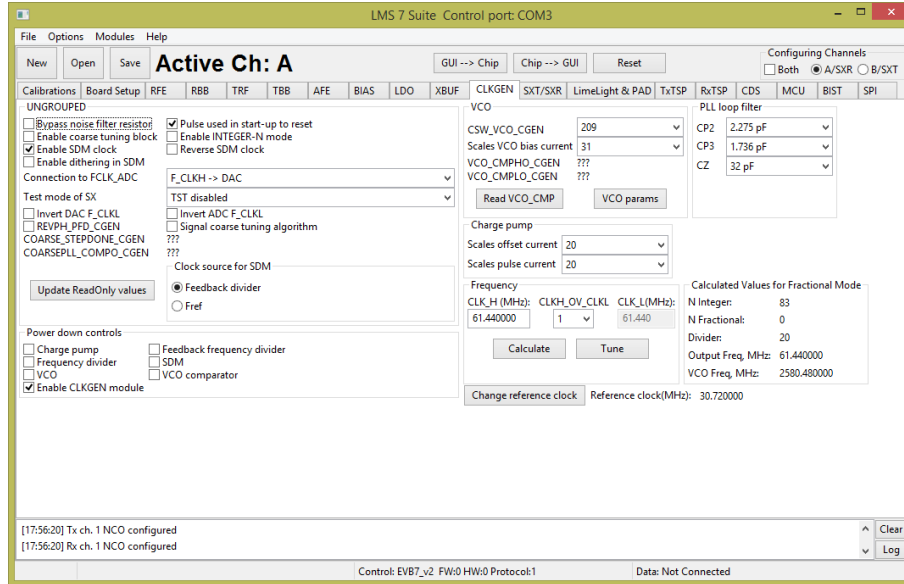 LMS 7 Suite Control port: COM3
File Options Modules Help
New Open Save Active Ch: A GUI --> Chip Chip --> GUI Reset
Configuring Channels
Both A/SXR B/SXT
Calibrations Board Setup RFE RBB TRF TBB AFE BIAS LDO XBUF CLKGEN SXT/SXR LimeLight & PAD TxTSP RxTSP CDS MCU BIST SPI
UNGROUPED
Bypass noise filter resistor Pulse used in start-up to reset
Enable coarse tuning block Enable INTEGER-N mode
Enable SDM clock Reverse SDM clock
Enable dithering in SDM
Connection to FCLK_ADC F_CLKH -> DAC
Test mode of SX TST disabled
Invert DAC F_CLKL Invert ADC F_CLKL
REVPH_PFD_CGEN Signal coarse tuning algorithm
COARSE_STEPDONE_CGEN ???
COARSEPLL_COMPO_CGEN ???
Update ReadOnly values
Clock source for SDM
Feedback divider
Fref
Power down controls
Charge pump Feedback frequency divider
Frequency divider SDM
VCO VCO comparator
Enable CLKGEN module
VCO
CSW_VCO_CGEN 209
Scales VCO bias current 31
VCO_CMPHO_CGEN ???
VCO_CMPLO_CGEN ???
Read VCO_CMP VCO params
PLL loop filter
CP2 2.275 pF
CP3 1.736 pF
CZ 32 pF
Charge pump
Scales offset current 20
Scales pulse current 20
Frequency
CLK_H (MHz): CLKH_OV_CLKL CLK_L(MHz):
61.440000 1 61.440
Calculate Tune
Calculated Values for Fractional Mode
N Integer: 83
N Fractional: 0
Divider: 20
Output Freq, MHz: 61.440000
VCO Freq, MHz: 2580.480000
Change reference clock Reference clock(MHz): 30.720000
[17:56:20] Tx ch. 1 NCO configured
[17:56:20] Rx ch. 1 NCO configured
Clear
Log
Control: EVB7_v2 FW:0 HW:0 Protocol:1 Data: Not Connected